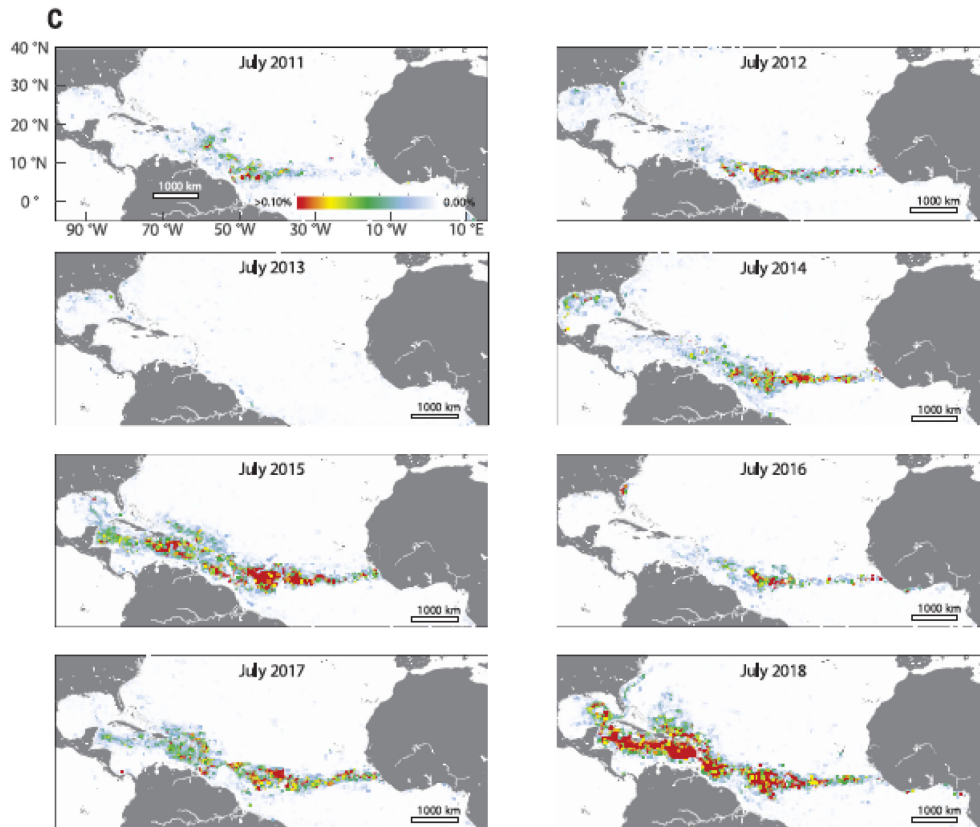 C
July 2011
July 2012
40 °N
30 °N
20 °N
10 °N
0 °
1000 km
>0.10%
0.00%
1000 km
90 °W 70 °W 50 °W 30 °W 10 °W 10 °E
July 2013
July 2014
1000 km
1000 km
July 2015
July 2016
1000 km
1000 km
July 2017
July 2018
1000 km
1000 km